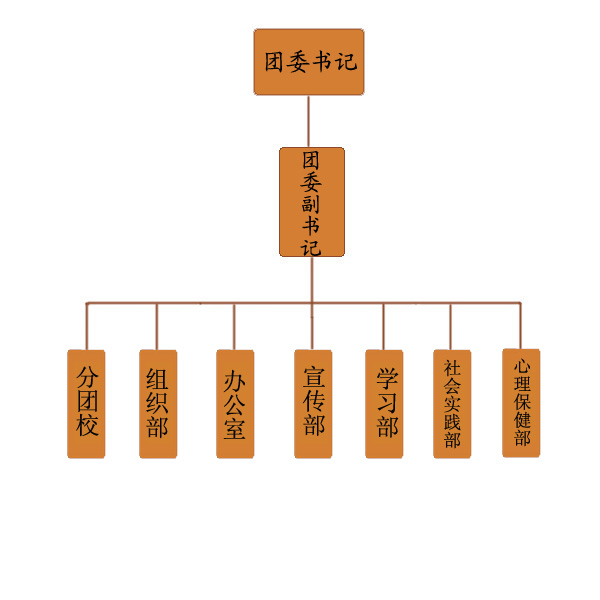 团委书记
团委副书记
分团校
组织部
办公室
宣传部
学习部
社会实践部
心理保健部